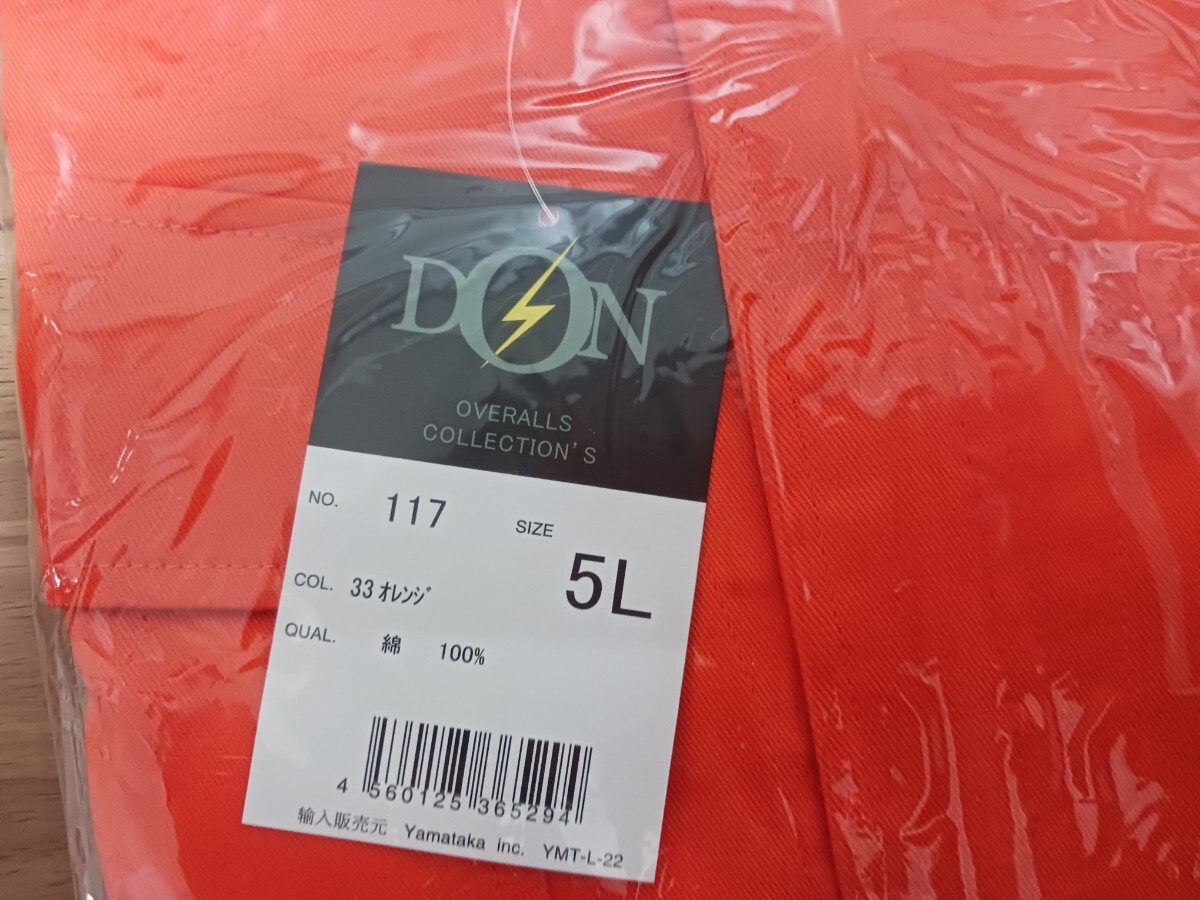 DON
OVERALLS
COLLECTION'S
NO. 117 SIZE
5L
COL. 33 オレンジ
QUAL. 綿 100%
4 560125 365294
輸入販売元 Yamataka inc. YMT-L-22